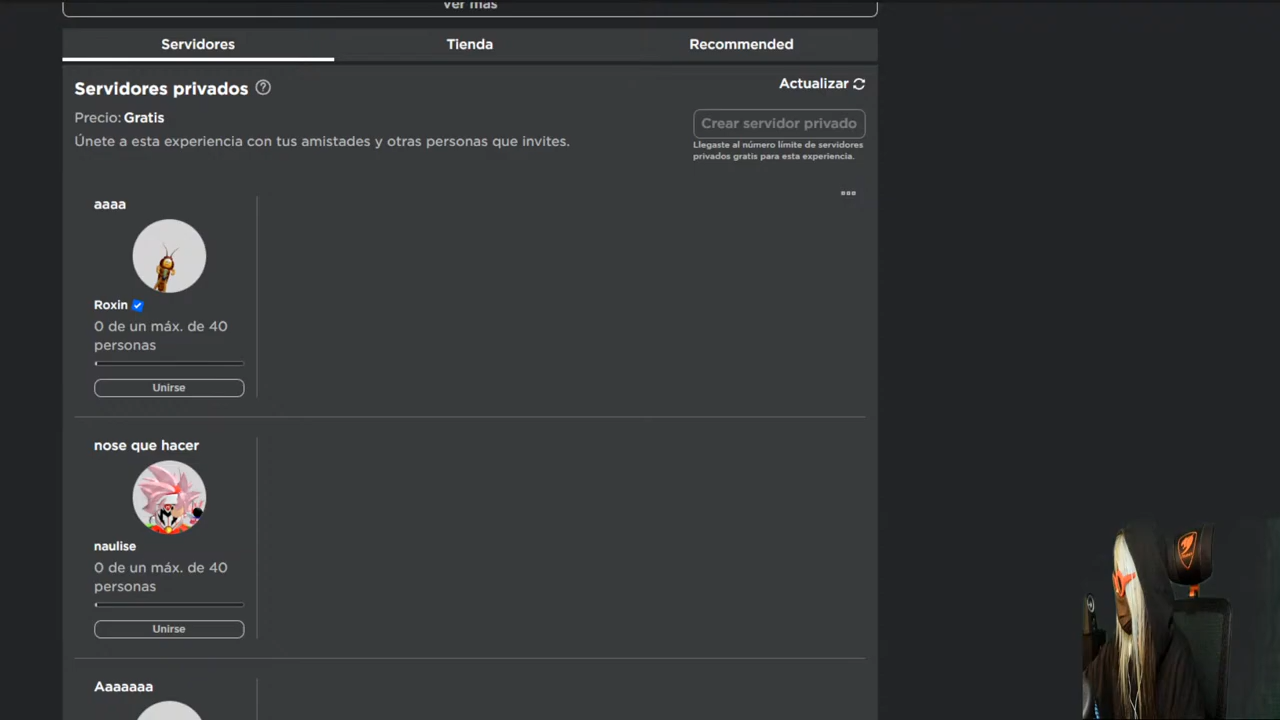 Ver más
Servidores
Tienda
Recommended
Servidores privados
Actualizar
Precio: Gratis
Crear servidor privado
Únete a esta experiencia con tus amistades y otras personas que invites.
Llegaste al número límite de servidores
privados gratis para esta experiencia.
aaaa
Roxin
0 de un máx. de 40
personas
Unirse
nose que hacer
naulise
0 de un máx. de 40
personas
Unirse
Aaaaaaa